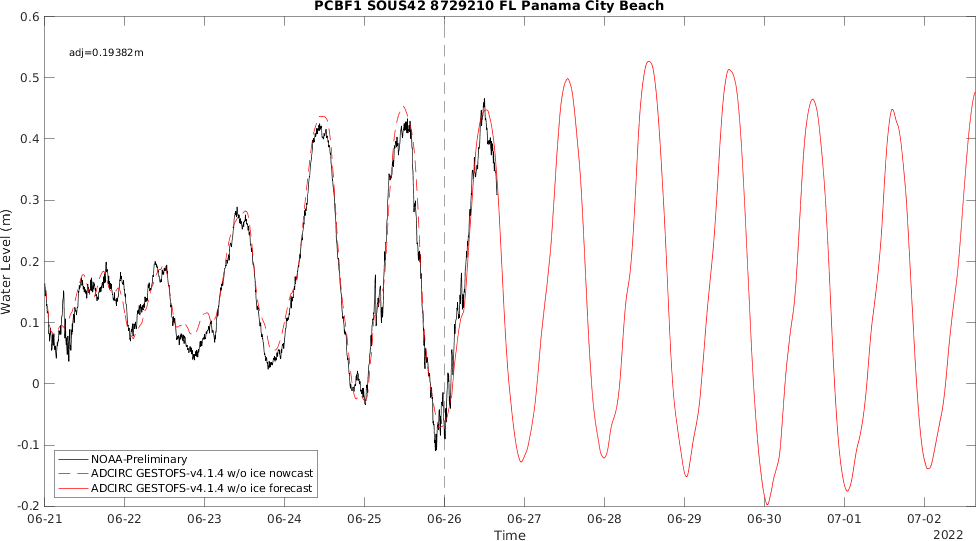 PCBF1 SOUS42 8729210 FL Panama City Beach
adj=0.19382m
Water Level (m)
0.6
0.5
0.4
0.3
0.2
0.1
0
-0.1
-0.2
NOAA-Preliminary
ADCIRC GESTOFS-v4.1.4 w/o ice nowcast
ADCIRC GESTOFS-v4.1.4 w/o ice forecast
06-21 06-22 06-23 06-24 06-25 06-26 06-27 06-28 06-29 06-30 07-01 07-02
Time
2022